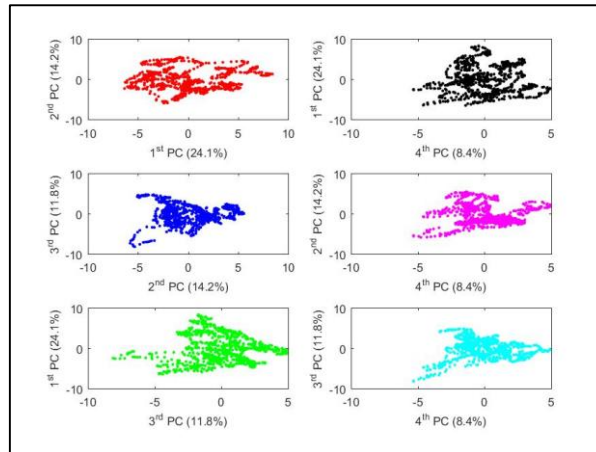 10
0
-10
2nd PC (14.2%)
-10 -5 0 5 10
1st PC (24.1%)
10
0
-10
1st PC (24.1%)
-10 -5 0 5
4th PC (8.4%)
10
0
-10
3rd PC (11.8%)
-10 -5 0 5 10
2nd PC (14.2%)
10
0
-10
2nd PC (14.2%)
-10 -5 0 5
4th PC (8.4%)
10
0
-10
1st PC (24.1%)
-10 -5 0 5
3rd PC (11.8%)
10
0
-10
3rd PC (11.8%)
-10 -5 0 5
4th PC (8.4%)